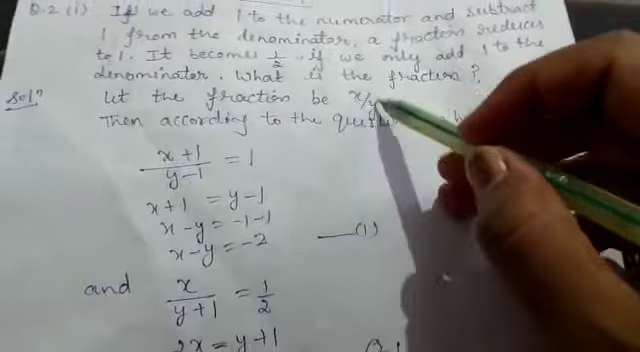 Q.2 (i) If we add 1 to the numerator and subtract
1 from the denominator, a fraction reduces
to 1. It becomes 1/2, if we only add 1 to the
denominator. What is the fraction?
Solⁿ Let the fraction be x/y
Then according to the
x+1/y-1 = 1
x+1 = y-1
x-y = -1-1
x-y = -2 —(1)
and x/y+1 = 1/2
2x = y+1